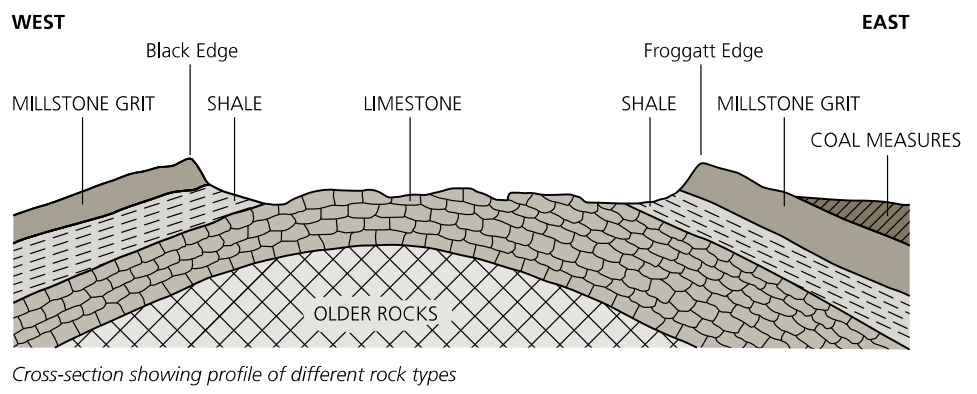 WEST
EAST
Black Edge
Froggatt Edge
MILLSTONE GRIT
SHALE
LIMESTONE
SHALE
MILLSTONE GRIT
COAL MEASURES
OLDER ROCKS
Cross-section showing profile of different rock types